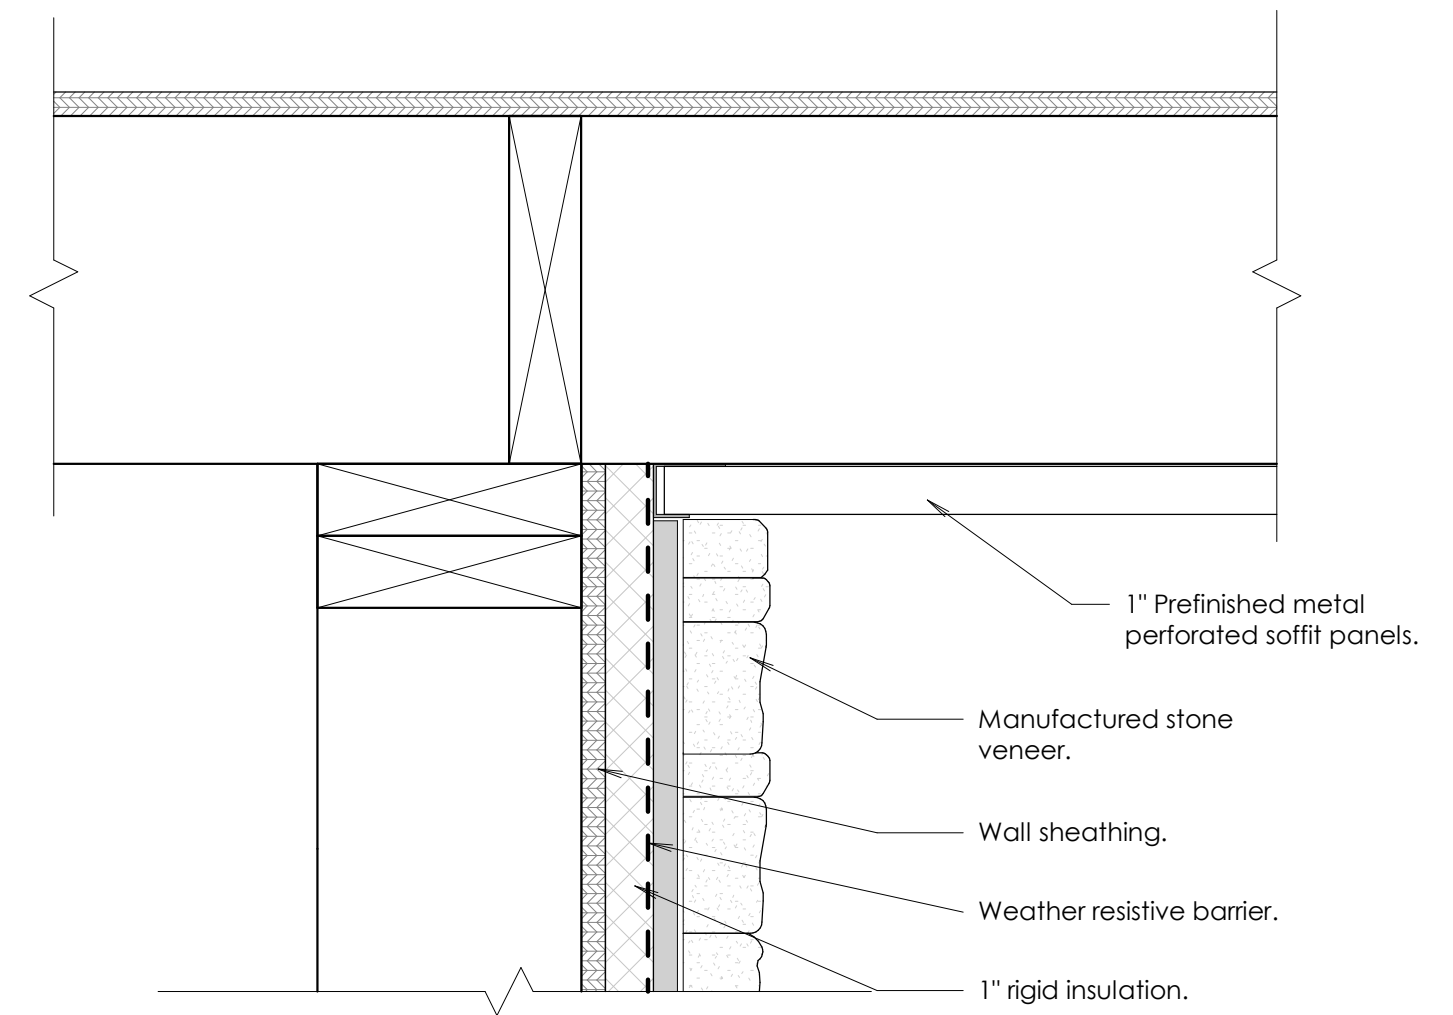 1" Prefinished metal
perforated soffit panels.
Manufactured stone
veneer.
Wall sheathing.
Weather resistive barrier.
1" rigid insulation.